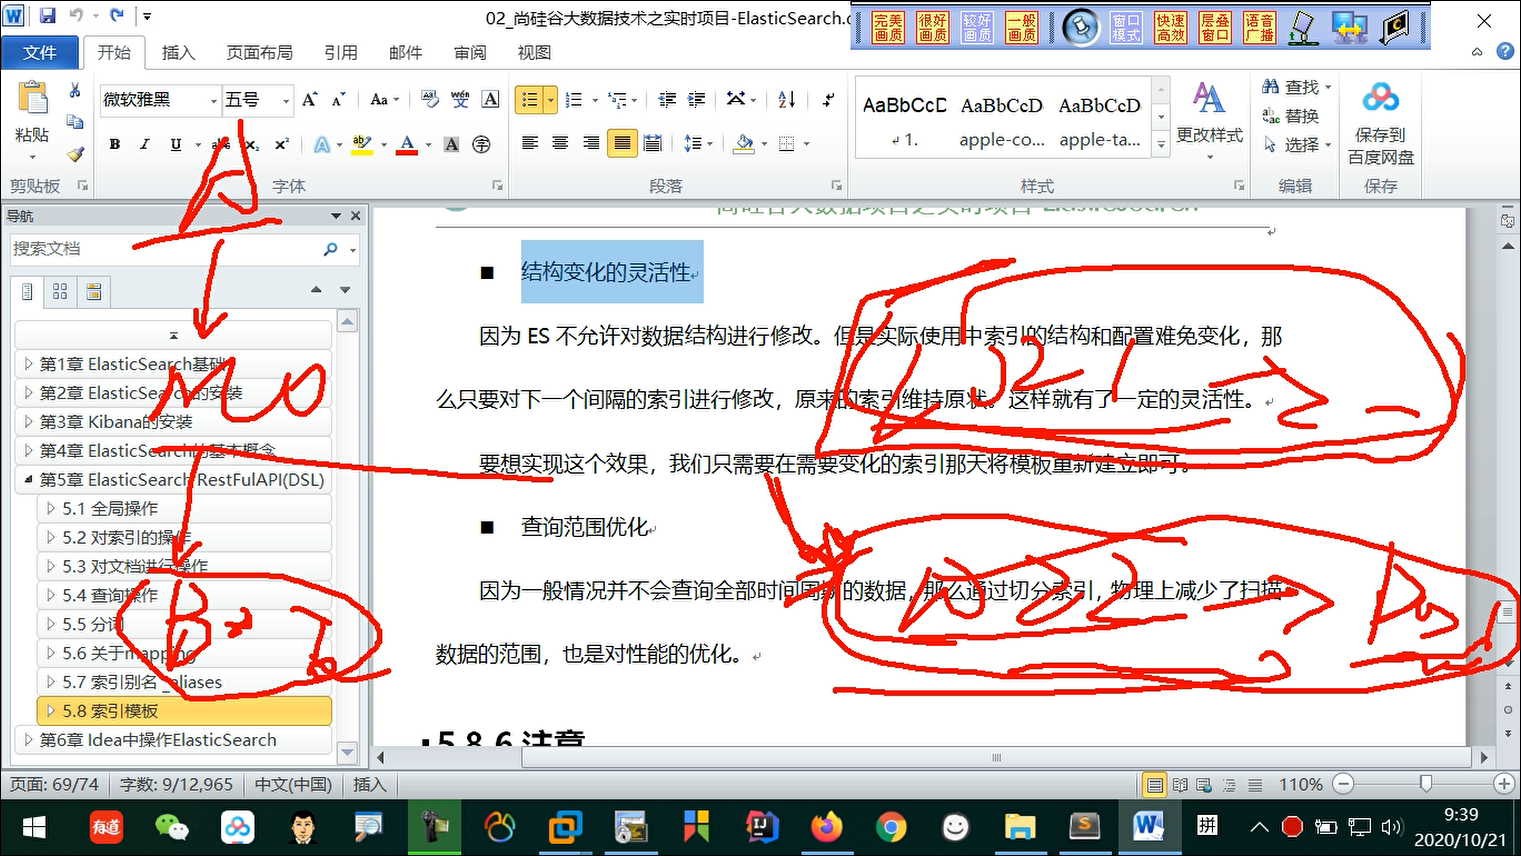 02_尚硅谷大数据技术之实时项目-ElasticSearch.c
完美画质 很好画质 较好画质 一般画质 窗口模式 快速高效 层叠窗口 语音广播
文件 开始 插入 页面布局 引用 邮件 审阅 视图
微软雅黑 五号
AaBbCcD AaBbCcD AaBbCcD
1. apple-co... apple-ta...
粘贴
更改样式
查找
替换
选择
保存到
百度网盘
剪贴板 字体 段落 样式 编辑 保存
导航
搜索文档
第1章 ElasticSearch基础
第2章 ElasticSearch的安装
第3章 Kibana的安装
第4章 ElasticSearch的基本概念
第5章 ElasticSearch RestFulAPI(DSL)
5.1 全局操作
5.2 对索引的操作
5.3 对文档进行操作
5.4 查询操作
5.5 分词
5.6 关于mapping
5.7 索引别名 _aliases
5.8 索引模板
第6章 Idea中操作ElasticSearch
尚硅谷大数据项目之实时项目-ElasticSearch
■ 结构变化的灵活性
因为 ES 不允许对数据结构进行修改。但是实际使用中索引的结构和配置难免变化，那
么只要对下一个间隔的索引进行修改，原来的索引维持原状。这样就有了一定的灵活性。
要想实现这个效果，我们只需要在需要变化的索引那天将模板重新建立即可。
■ 查询范围优化
因为一般情况并不会查询全部时间周期的数据，那么通过切分索引，物理上减少了扫描
数据的范围，也是对性能的优化。
5.8.6 注意
A
页面: 69/74 字数: 9/12,965 中文(中国) 插入 110%
有道
拼
9:39
2020/10/21